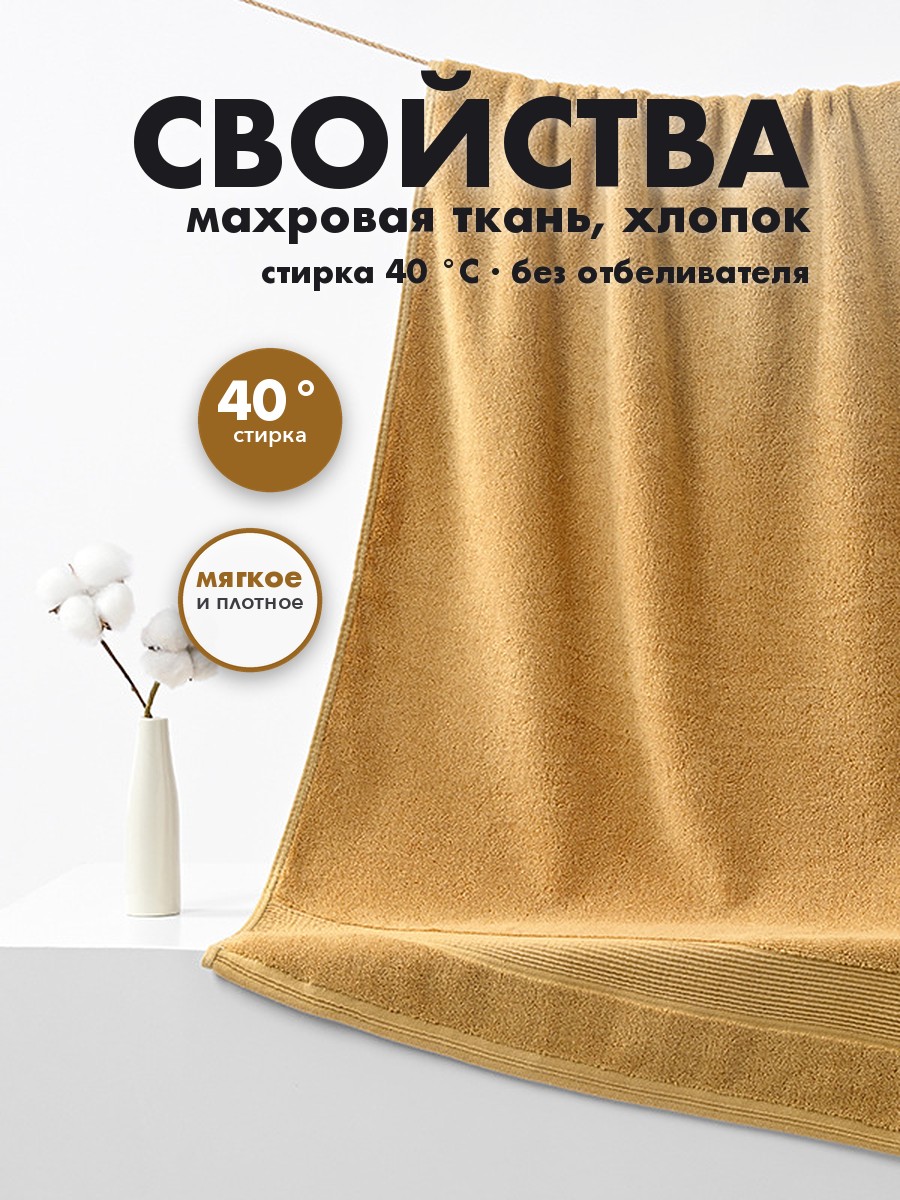 СВОЙСТВА
махровая ткань, хлопок
стирка 40 °С · без отбеливателя
40°
стирка
мягкое
и плотное